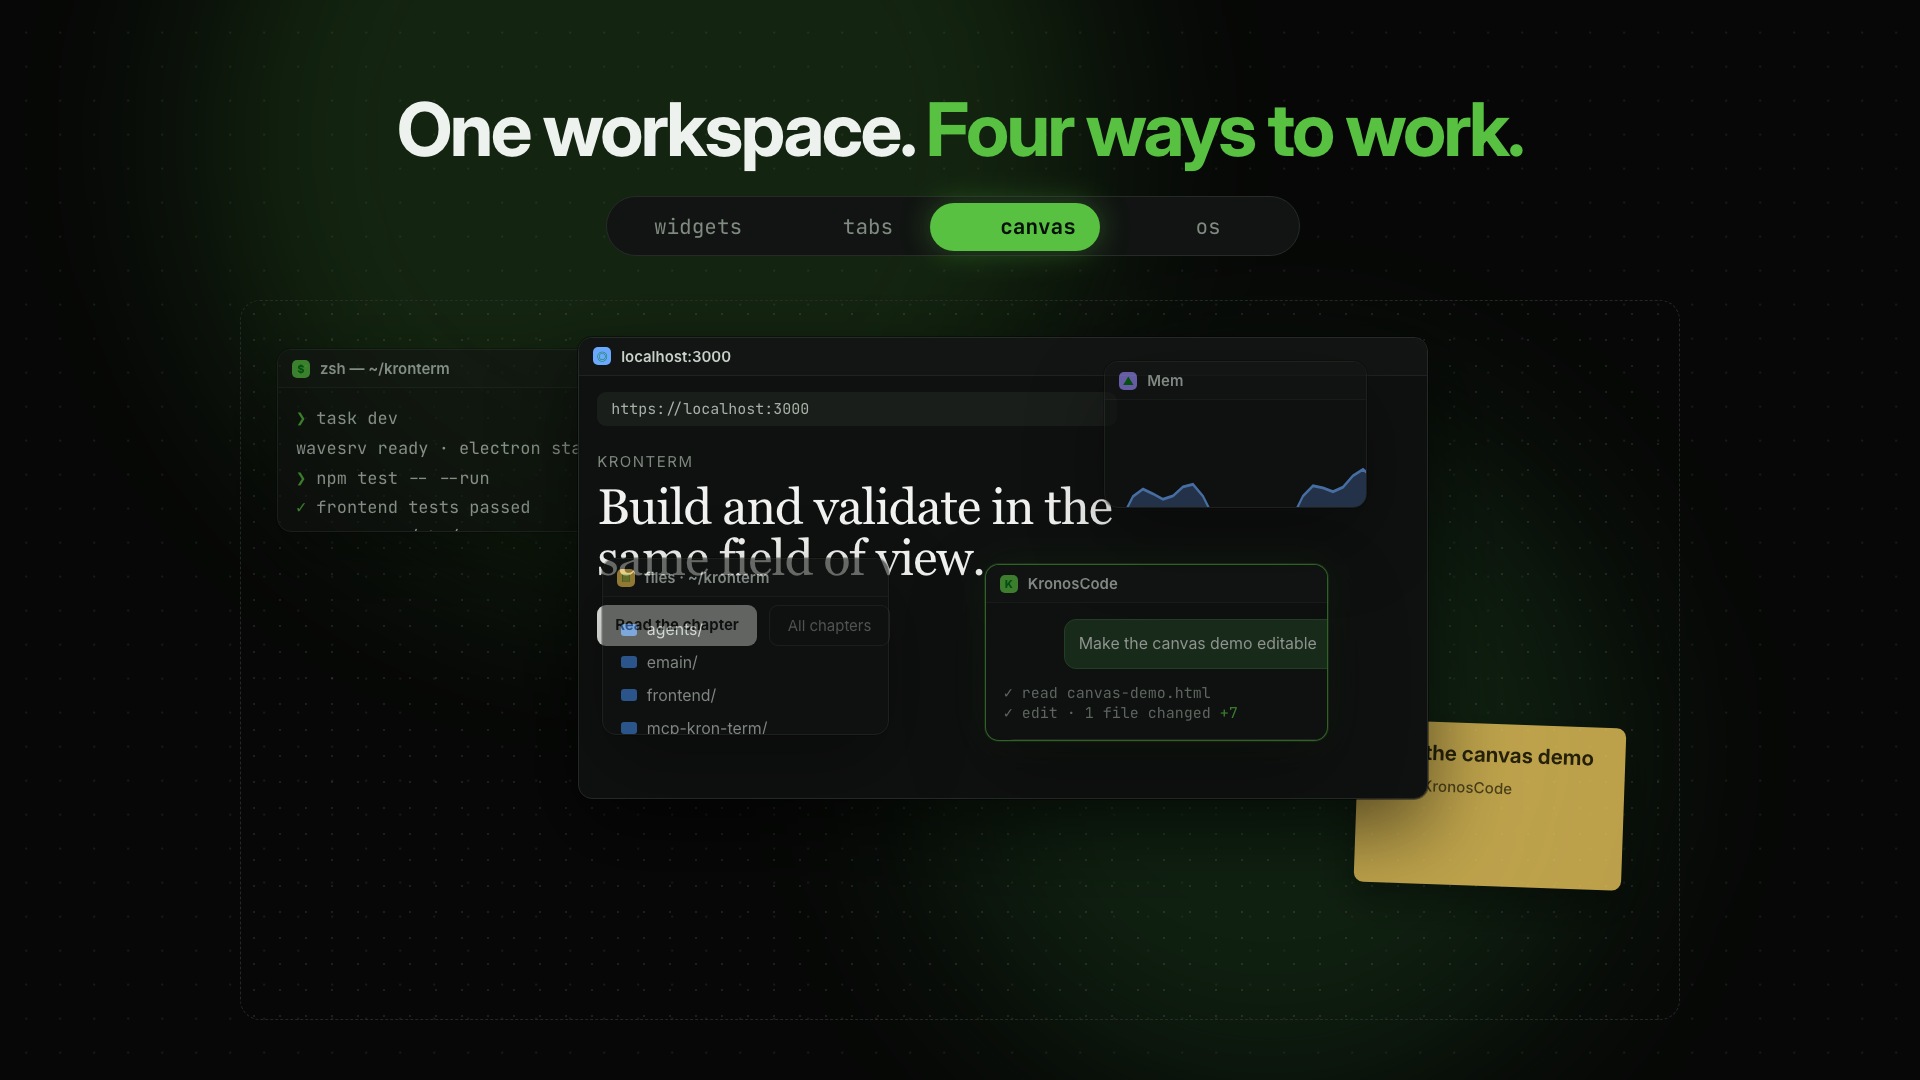 One workspace. Four ways to work.
widgets
tabs
canvas
os
zsh — ~/kronterm
❯ task dev
wavesrv ready · electron sta
❯ npm test -- --run
✓ frontend tests passed
localhost:3000
https://localhost:3000
KRONTERM
Build and validate in the
same field of view.
Read the chapter
All chapters
Mem
files · ~/kronterm
agents/
emain/
frontend/
mcp-kron-term/
K KronosCode
Make the canvas demo editable
✓ read canvas-demo.html
✓ edit · 1 file changed +7
the canvas demo
KronosCode